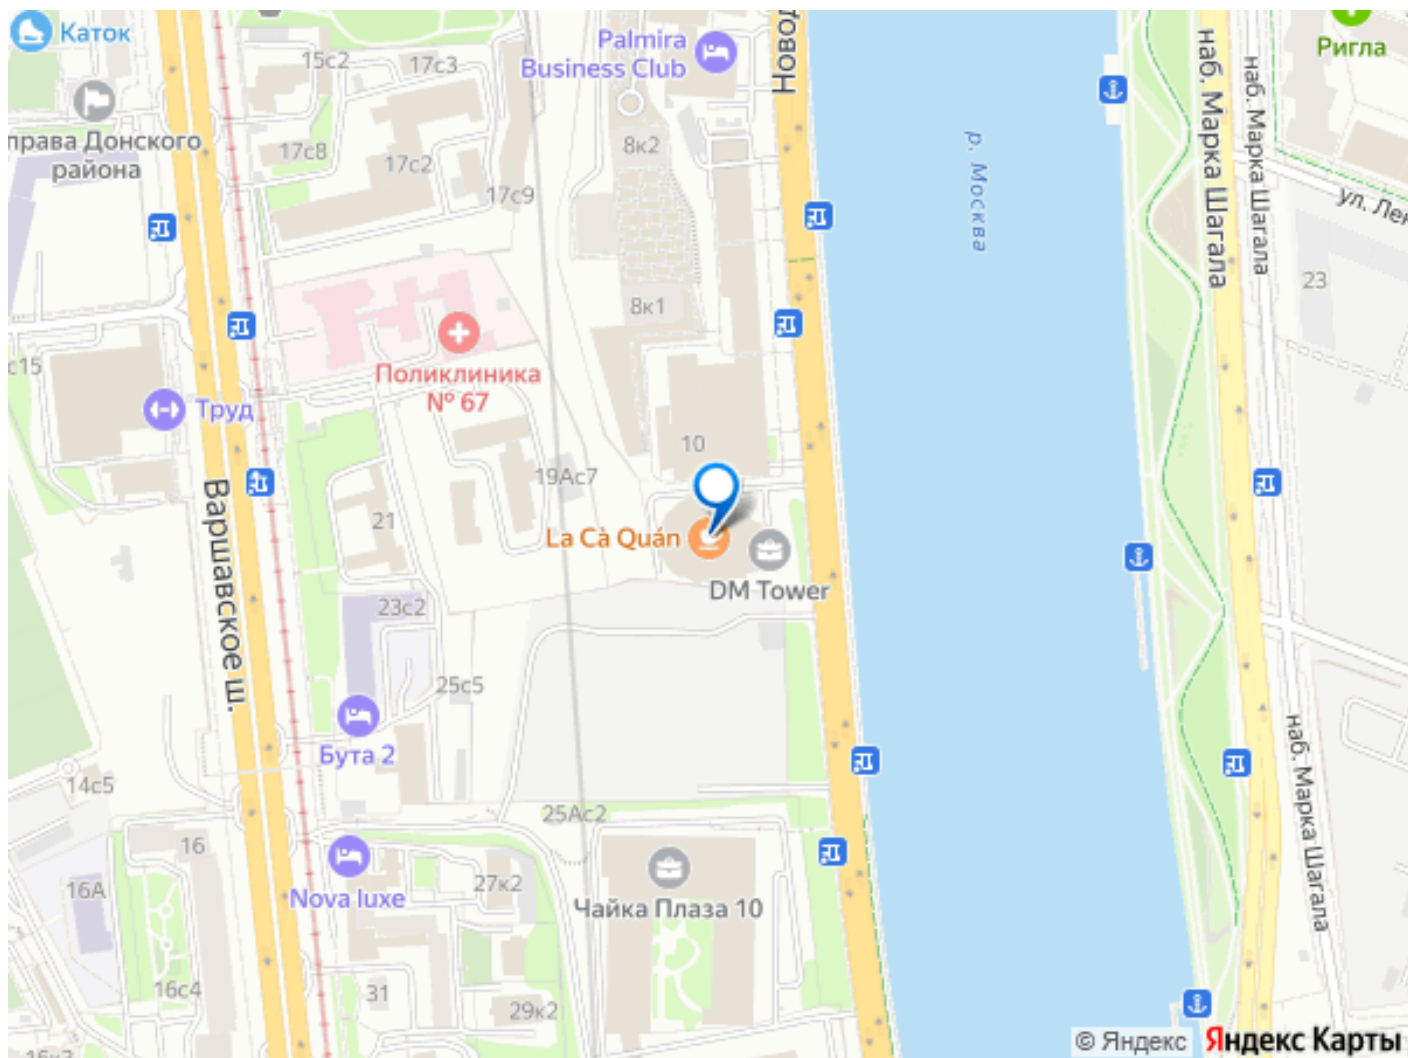 Каток
15с2
17с3
Palmira
Business Club
Новод
наб. Марка Шагала
наб. Марка Шагала
Ригла
права Донского
района
17с8
17с2
17с9
8к2
р. Москва
ул. Лен
23
8к1
с15
Поликлиника
№ 67
Труд
10
19Ас7
Варшавское ш.
21
La Cà Quán
DM Tower
23с2
25с5
Бута 2
наб. Марка Шагала
14с5
25Ас2
16
16А
Nova luxe
27к2
Чайка Плаза 10
16с4
31
29к2
16к3
© Яндекс Яндекс Карты